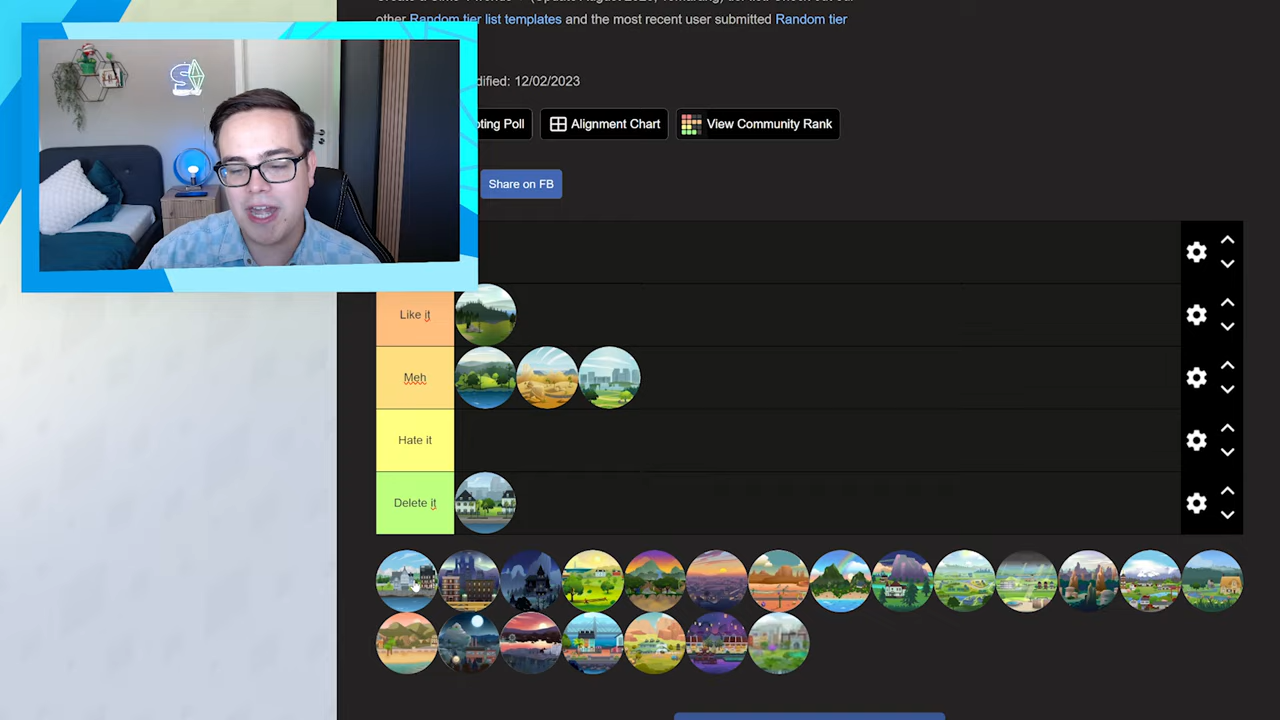 other Random tier list templates and the most recent user submitted Random tier
dified: 12/02/2023
oting Poll
Alignment Chart
View Community Rank
Share on FB
Like it
Meh
Hate it
Delete it